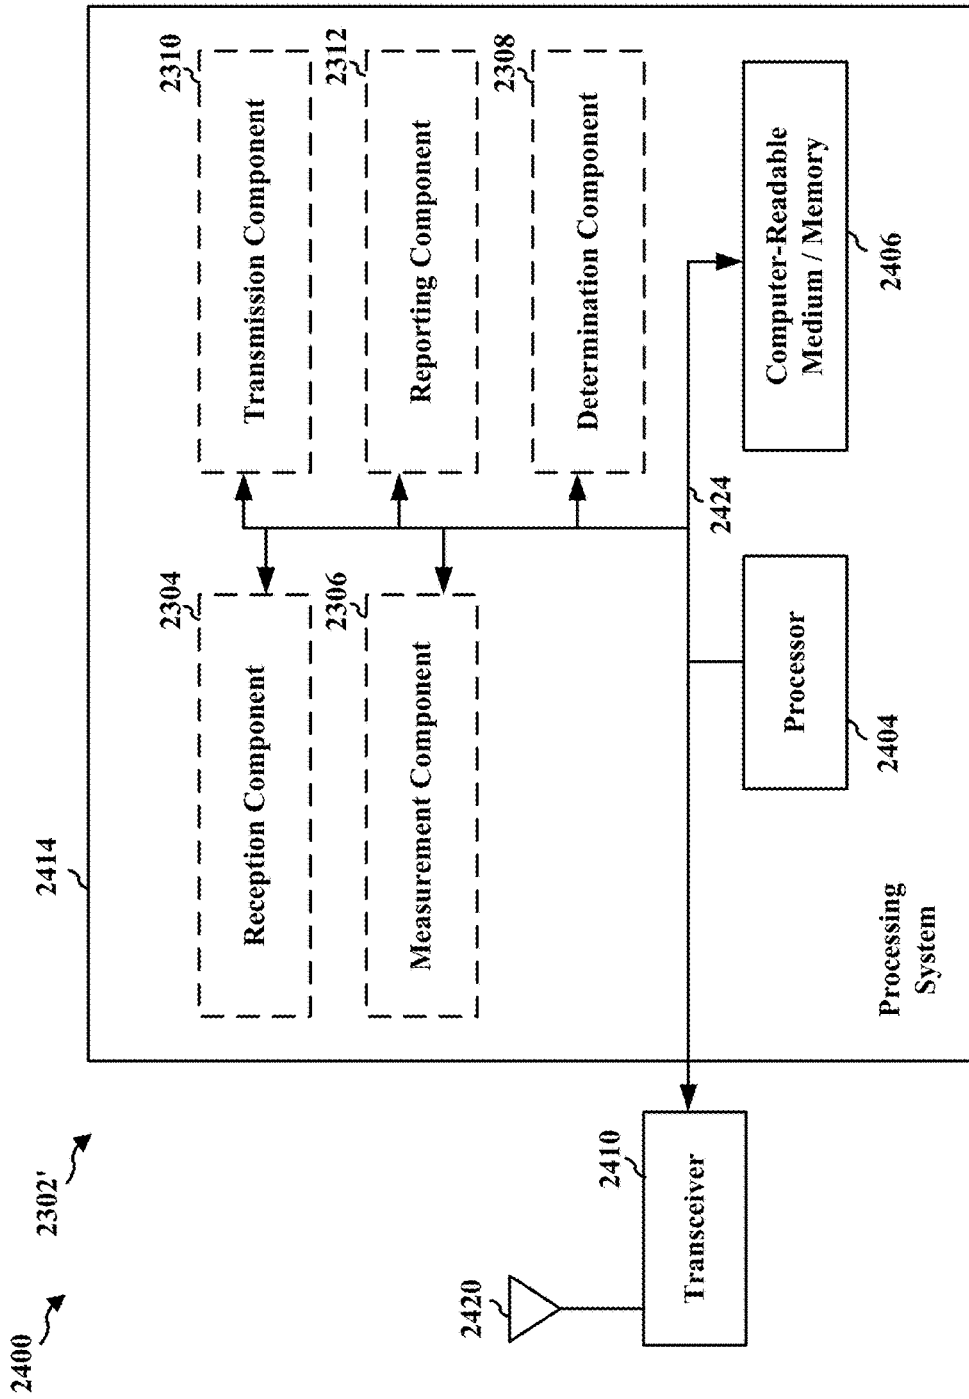 2400
2302'
2414
2304
Reception Component
2310
Transmission Component
2306
Measurement Component
2312
Reporting Component
2308
Determination Component
2420
2410
Transceiver
2424
Processor
2404
Computer-Readable
Medium / Memory
2406
Processing
System